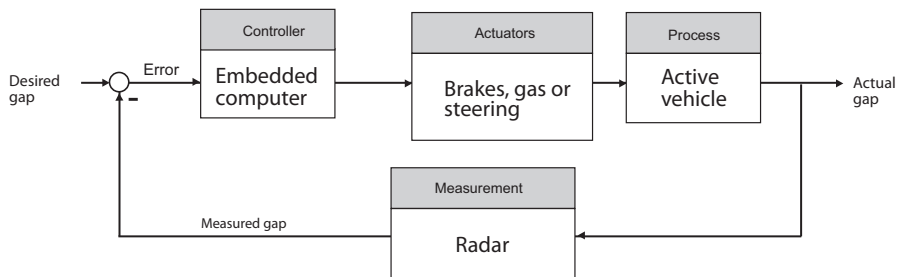 Controller
Actuators
Process
Desired
gap
Error
-
Embedded
computer
Brakes, gas or
steering
Active
vehicle
Actual
gap
Measurement
Measured gap
Radar